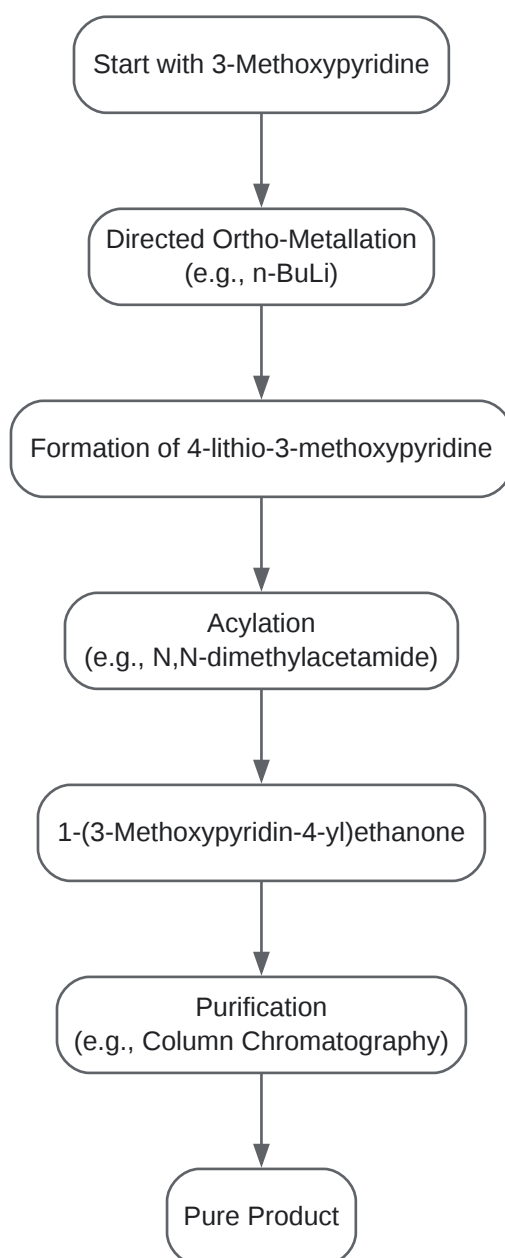 Start with 3-Methoxypyridine
Directed Ortho-Metallation
(e.g., n-BuLi)
Formation of 4-lithio-3-methoxypyridine
Acylation
(e.g., N,N-dimethylacetamide)
1-(3-Methoxypyridin-4-yl)ethanone
Purification
(e.g., Column Chromatography)
Pure Product